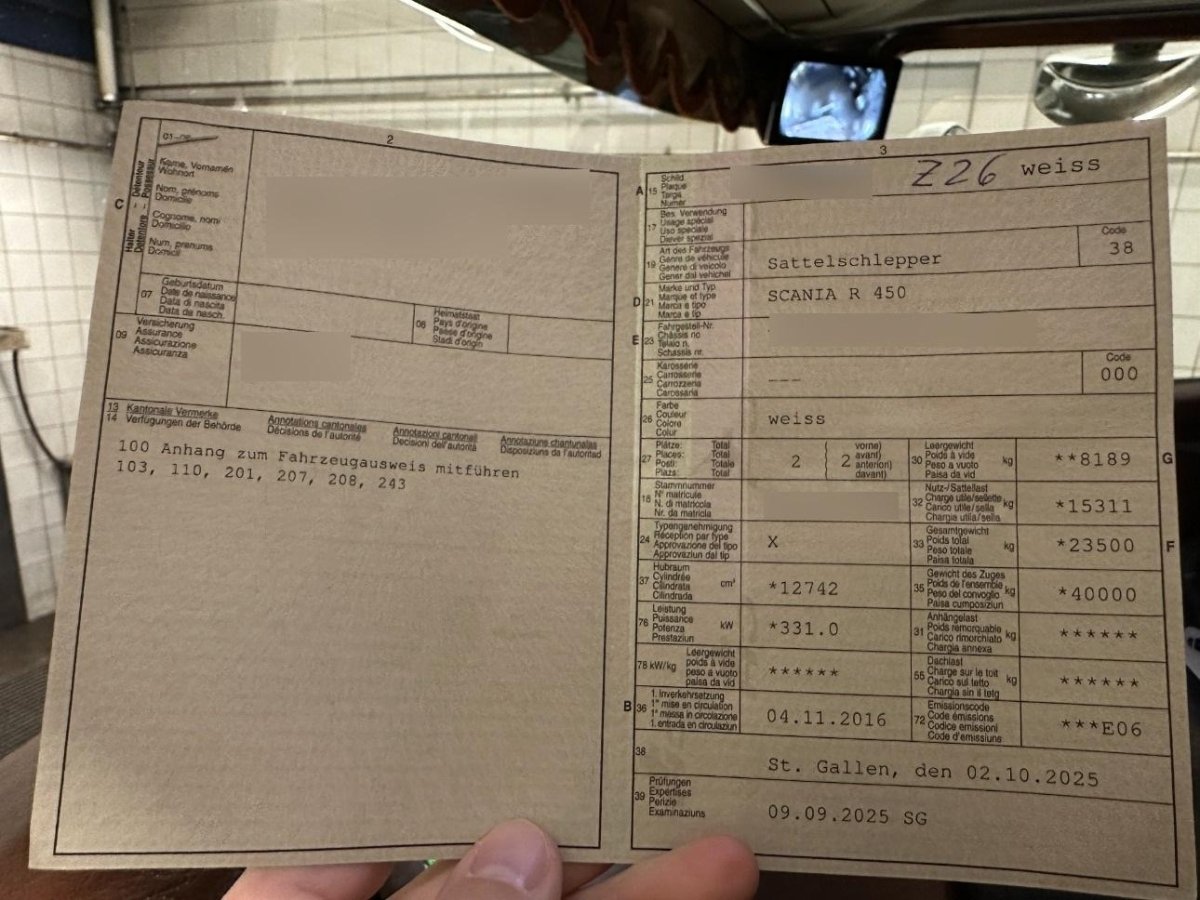 2
C
Halter
Détenteur
Detentore
Possessur
01-06
Name, Vornamen
Wohnort
Nom, prénoms
Domicile
Cognome, nomi
Domicilio
Num, prenums
Domicil
07
Geburtsdatum
Date de naissance
Data di nascita
Data da nasch.
08
Heimatstaat
Pays d'origine
Paese d'origine
Stadi d'origin
09
Versicherung
Assurance
Assicurazione
Assicuranza
13 Kantonale Vermerke Annotations cantonales Annotazioni cantonali Annotaziuns chantunalas
14 Verfügungen der Behörde Décisions de l'autorité Decisioni dell'autorità Disposiziuns da l'autoritad
100 Anhang zum Fahrzeugausweis mitführen
103, 110, 201, 207, 208, 243
3
A 15
Schild
Plaque
Targa
Numer
Z26 weiss
17
Bes. Verwendung
Usage spécial
Uso speciale
Diever spezial
19
Art des Fahrzeugs
Genre de véhicule
Genere di veicolo
Gener dal vehichel
Sattelschlepper
Code
38
D 21
Marke und Typ
Marque et type
Marca e tipo
Marca e tip
SCANIA R 450
E 23
Fahrgestell-Nr.
Châssis no
Telaio n.
Schassis nr.
25
Karosserie
Carrosserie
Carrozzeria
Carossaria
---
Code
000
26
Farbe
Couleur
Colore
Colur
weiss
27
Plätze: Total
Places: Total
Posti: Totale
Plazs: Total
2 { 2
vorne)
avant)
anteriori)
davant)
30
Leergewicht
Poids à vide
Peso a vuoto
Paisa da vid
kg
**8189
G
18
Stammnummer
N° matricule
N. di matricola
Nr. da matricla
32
Nutz-/Sattellast
Charge utile/sellette
Carico utile/sella
Chargia utila/sella
kg
*15311
24
Typengenehmigung
Réception par type
Approvazione del tipo
Approvaziun dal tip
X
33
Gesamtgewicht
Poids total
Peso totale
Paisa totala
kg
*23500
F
37
Hubraum
Cylindrée
Cilindrata
Cilindrada
cm³
*12742
35
Gewicht des Zuges
Poids de l'ensemble
Peso del convoglio
Paisa cumposiziun
kg
*40000
76
Leistung
Puissance
Potenza
Prestaziun
kW
*331.0
31
Anhängelast
Poids remorquable
Carico rimorchiato
Chargia annexa
kg
******
78 kW/kg
Leergewicht
poids à vide
peso a vuoto
paisa da vid
******
55
Dachlast
Charge sur le toit
Carico sul tetto
Chargia sin il tetg
kg
******
B 36
1. Inverkehrsetzung
1re mise en circulation
1a messa in circolazione
1. entrada en circulaziun
04.11.2016
72
Emissionscode
Code émissions
Codice emissioni
Code d'emissiuns
***E06
38
St. Gallen, den 02.10.2025
39
Prüfungen
Expertises
Perizie
Examinaziuns
09.09.2025 SG